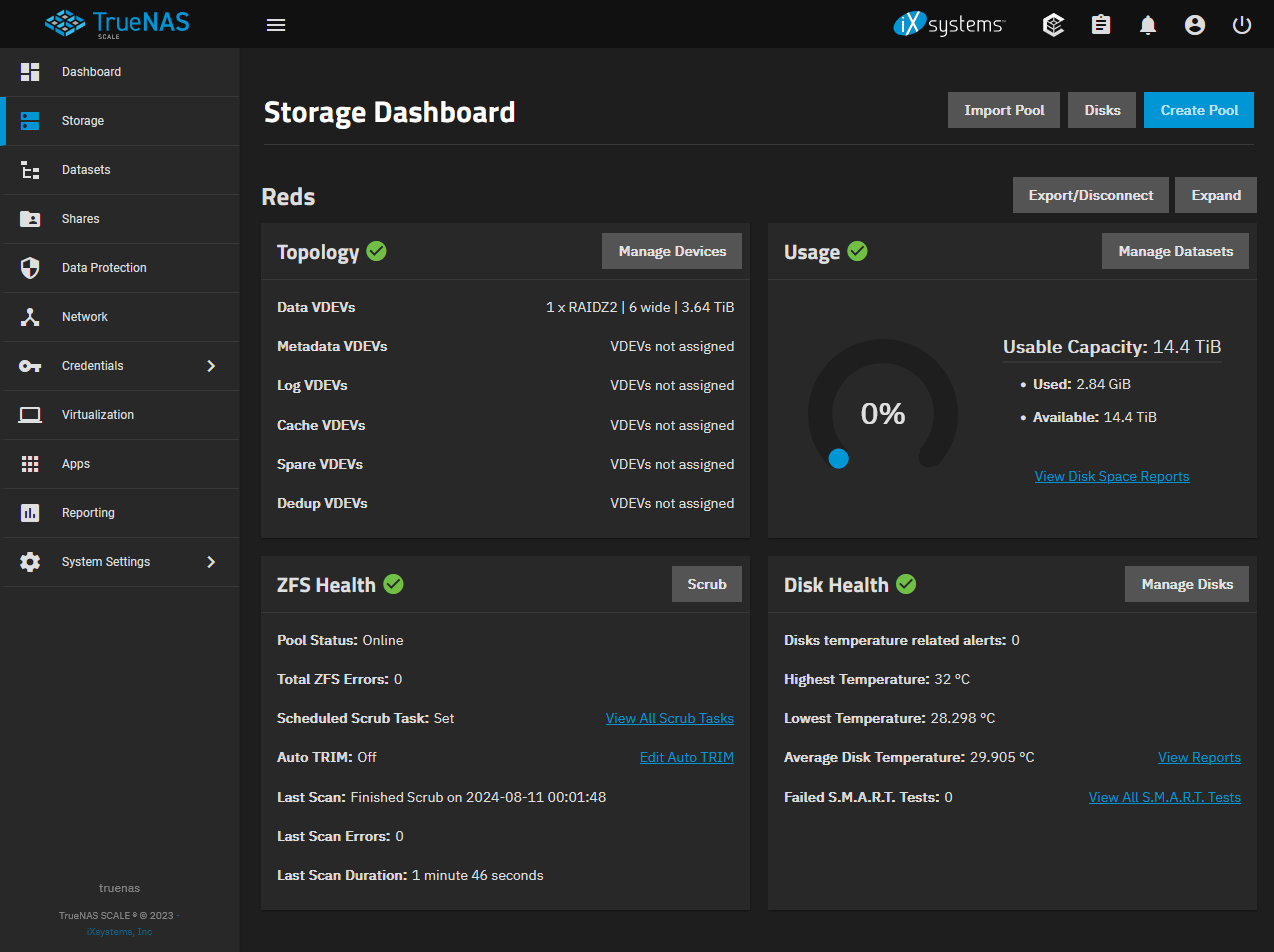 TrueNAS
SCALE
iXsystems™
Dashboard
Storage
Datasets
Shares
Data Protection
Network
Credentials
Virtualization
Apps
Reporting
System Settings
truenas
TrueNAS SCALE ® © 2023 -
iXsystems, Inc
Storage Dashboard
Import Pool
Disks
Create Pool
Reds
Export/Disconnect
Expand
Topology
Manage Devices
Data VDEVs 1 x RAIDZ2 | 6 wide | 3.64 TiB
Metadata VDEVs VDEVs not assigned
Log VDEVs VDEVs not assigned
Cache VDEVs VDEVs not assigned
Spare VDEVs VDEVs not assigned
Dedup VDEVs VDEVs not assigned
Usage
Manage Datasets
0%
Usable Capacity: 14.4 TiB
• Used: 2.84 GiB
• Available: 14.4 TiB
View Disk Space Reports
ZFS Health
Scrub
Pool Status: Online
Total ZFS Errors: 0
Scheduled Scrub Task: Set View All Scrub Tasks
Auto TRIM: Off Edit Auto TRIM
Last Scan: Finished Scrub on 2024-08-11 00:01:48
Last Scan Errors: 0
Last Scan Duration: 1 minute 46 seconds
Disk Health
Manage Disks
Disks temperature related alerts: 0
Highest Temperature: 32 °C
Lowest Temperature: 28.298 °C
Average Disk Temperature: 29.905 °C View Reports
Failed S.M.A.R.T. Tests: 0 View All S.M.A.R.T. Tests